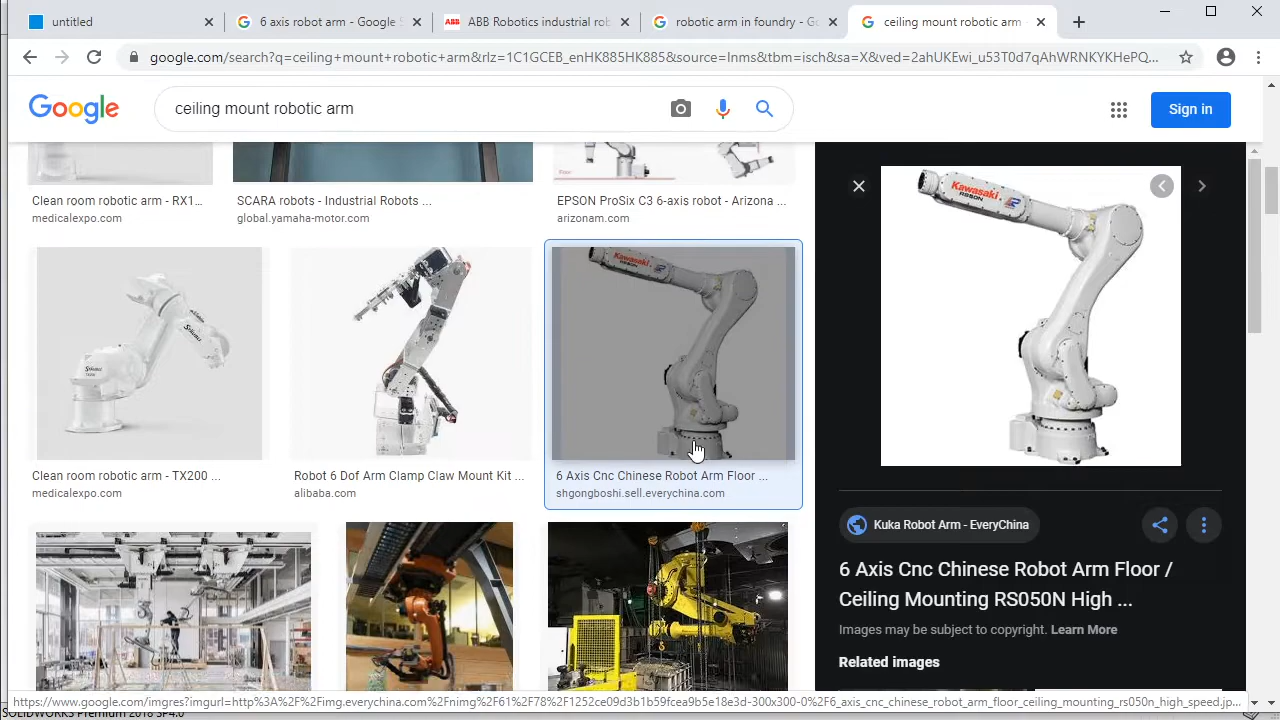 untitled
6 axis robot arm - Google S
ABB ABB Robotics industrial rob
robotic arm in foundry - Go
ceiling mount robotic arm
google.com/search?q=ceiling+mount+robotic+arm&rlz=1C1GCEB_enHK885HK885&source=lnms&tbm=isch&sa=X&ved=2ahUKEwi_u53T0d7qAhWRNKYKHePQ...
Google
ceiling mount robotic arm
Sign in
Clean room robotic arm - RX1...
medicalexpo.com
SCARA Robots - Industrial Robots ...
global.yamaha-motor.com
EPSON ProSix C3 6-axis robot - Arizona ...
arizonam.com
Kawasaki
Kawasaki
Clean room robotic arm - TX200 ...
medicalexpo.com
Robot 6 Dof Arm Clamp Claw Mount Kit ...
alibaba.com
6 Axis Cnc Chinese Robot Arm Floor ...
shgongboshi.sell.everychina.com
Kuka Robot Arm - EveryChina
6 Axis Cnc Chinese Robot Arm Floor /
Ceiling Mounting RS050N High ...
Images may be subject to copyright. Learn More
Related images
https://www.google.com/imgres?imgurl=http%3A%2F%2Fimg.everychina.com%2Fnimg%2F61%2F78%2F1252ce09d3b1b59fcea9b5e18e3d-300x300-0%2F6_axis_cnc_chinese_robot_arm_floor_ceiling_mounting_rs050n_high_speed.jp...
SOLIDWORKS Premium 2018 SP4.0